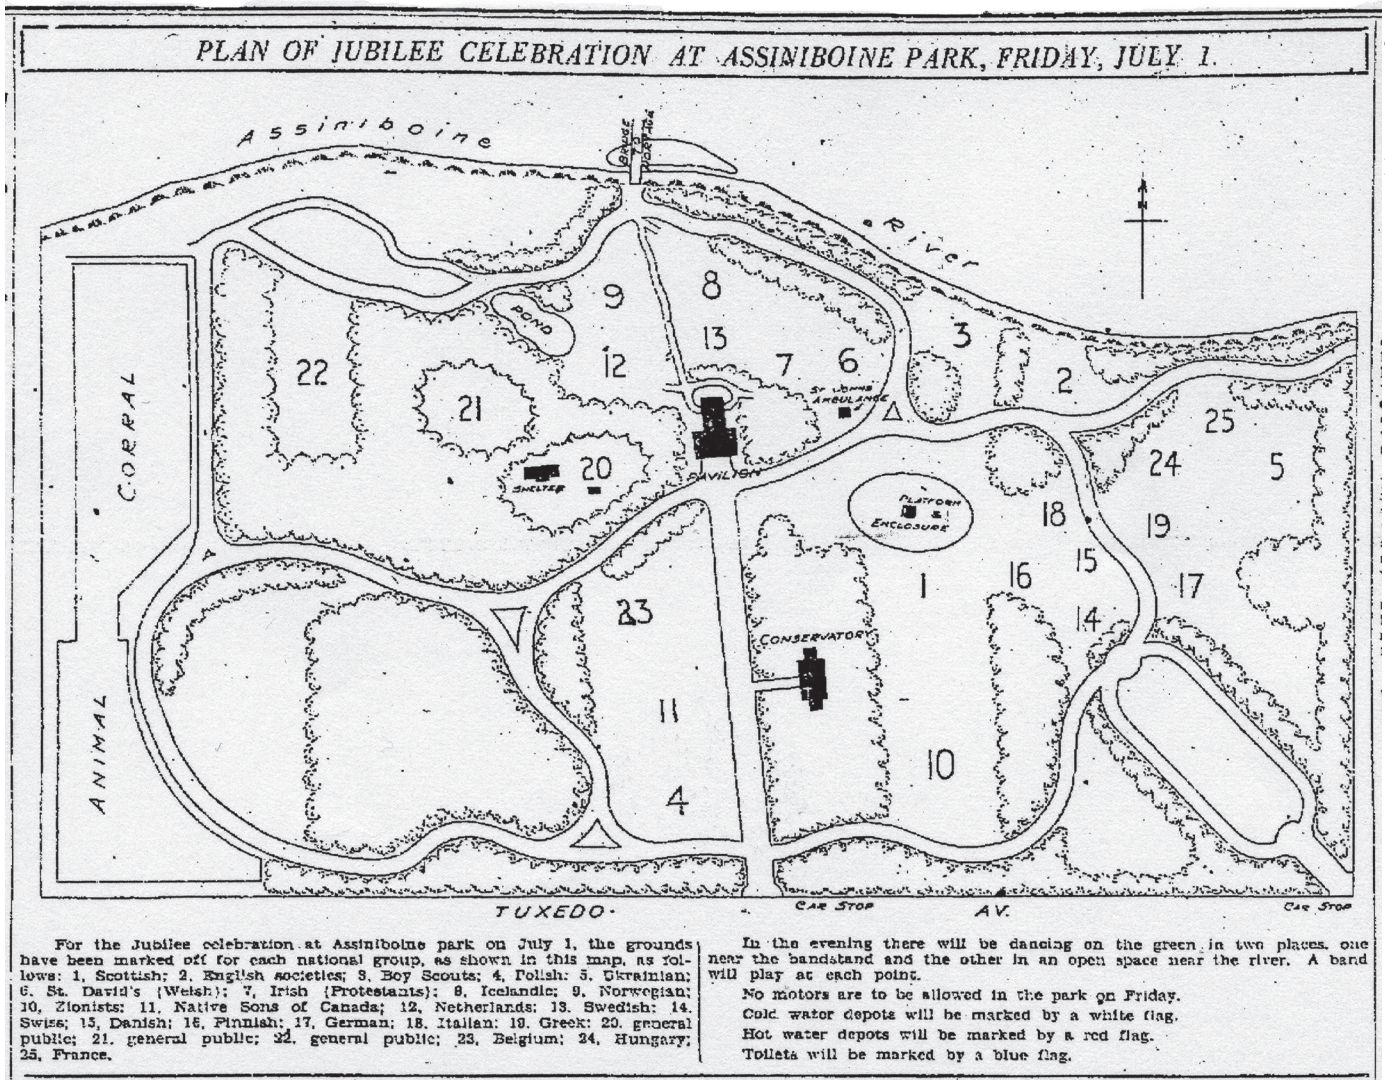 PLAN OF JUBILEE CELEBRATION AT ASSINIBOINE PARK, FRIDAY, JULY 1.
Assiniboine
BRIDGE TO PORTAGE
River
N
POND
9
8
13
12
7
6
3
2
ST JOHNS
AMBULANCE
22
21
20
SHELTER
PAVILION
25
24
5
19
18
PLATFORM
&
ENCLOSURE
15
16
17
14
1
23
CONSERVATORY
11
10
4
CORRAL
ANIMAL
TUXEDO.
CAR STOP
AV.
CAR STOP
For the Jubilee celebration at Assiniboine park on July 1, the grounds
have been marked off for each national group, as shown in this map, as fol-
lows: 1, Scottish; 2, English societies; 3, Boy Scouts; 4, Polish; 5, Ukrainian;
6. St. David's (Welsh); 7, Irish (Protestants); 8, Icelandic; 9, Norwegian;
10, Zionists; 11, Native Sons of Canada; 12, Netherlands; 13, Swedish; 14.
Swiss; 15, Danish; 16, Finnish; 17, German; 18. Italian; 19. Greek; 20. general
public; 21. general public; 22. general public; 23, Belgium; 24, Hungary;
25, France.
In the evening there will be dancing on the green in two places, one
near the bandstand and the other in an open space near the river. A band
will play at each point.
No motors are to be allowed in the park on Friday.
Cold water depots will be marked by a white flag.
Hot water depots will be marked by a red flag.
Toilets will be marked by a blue flag.